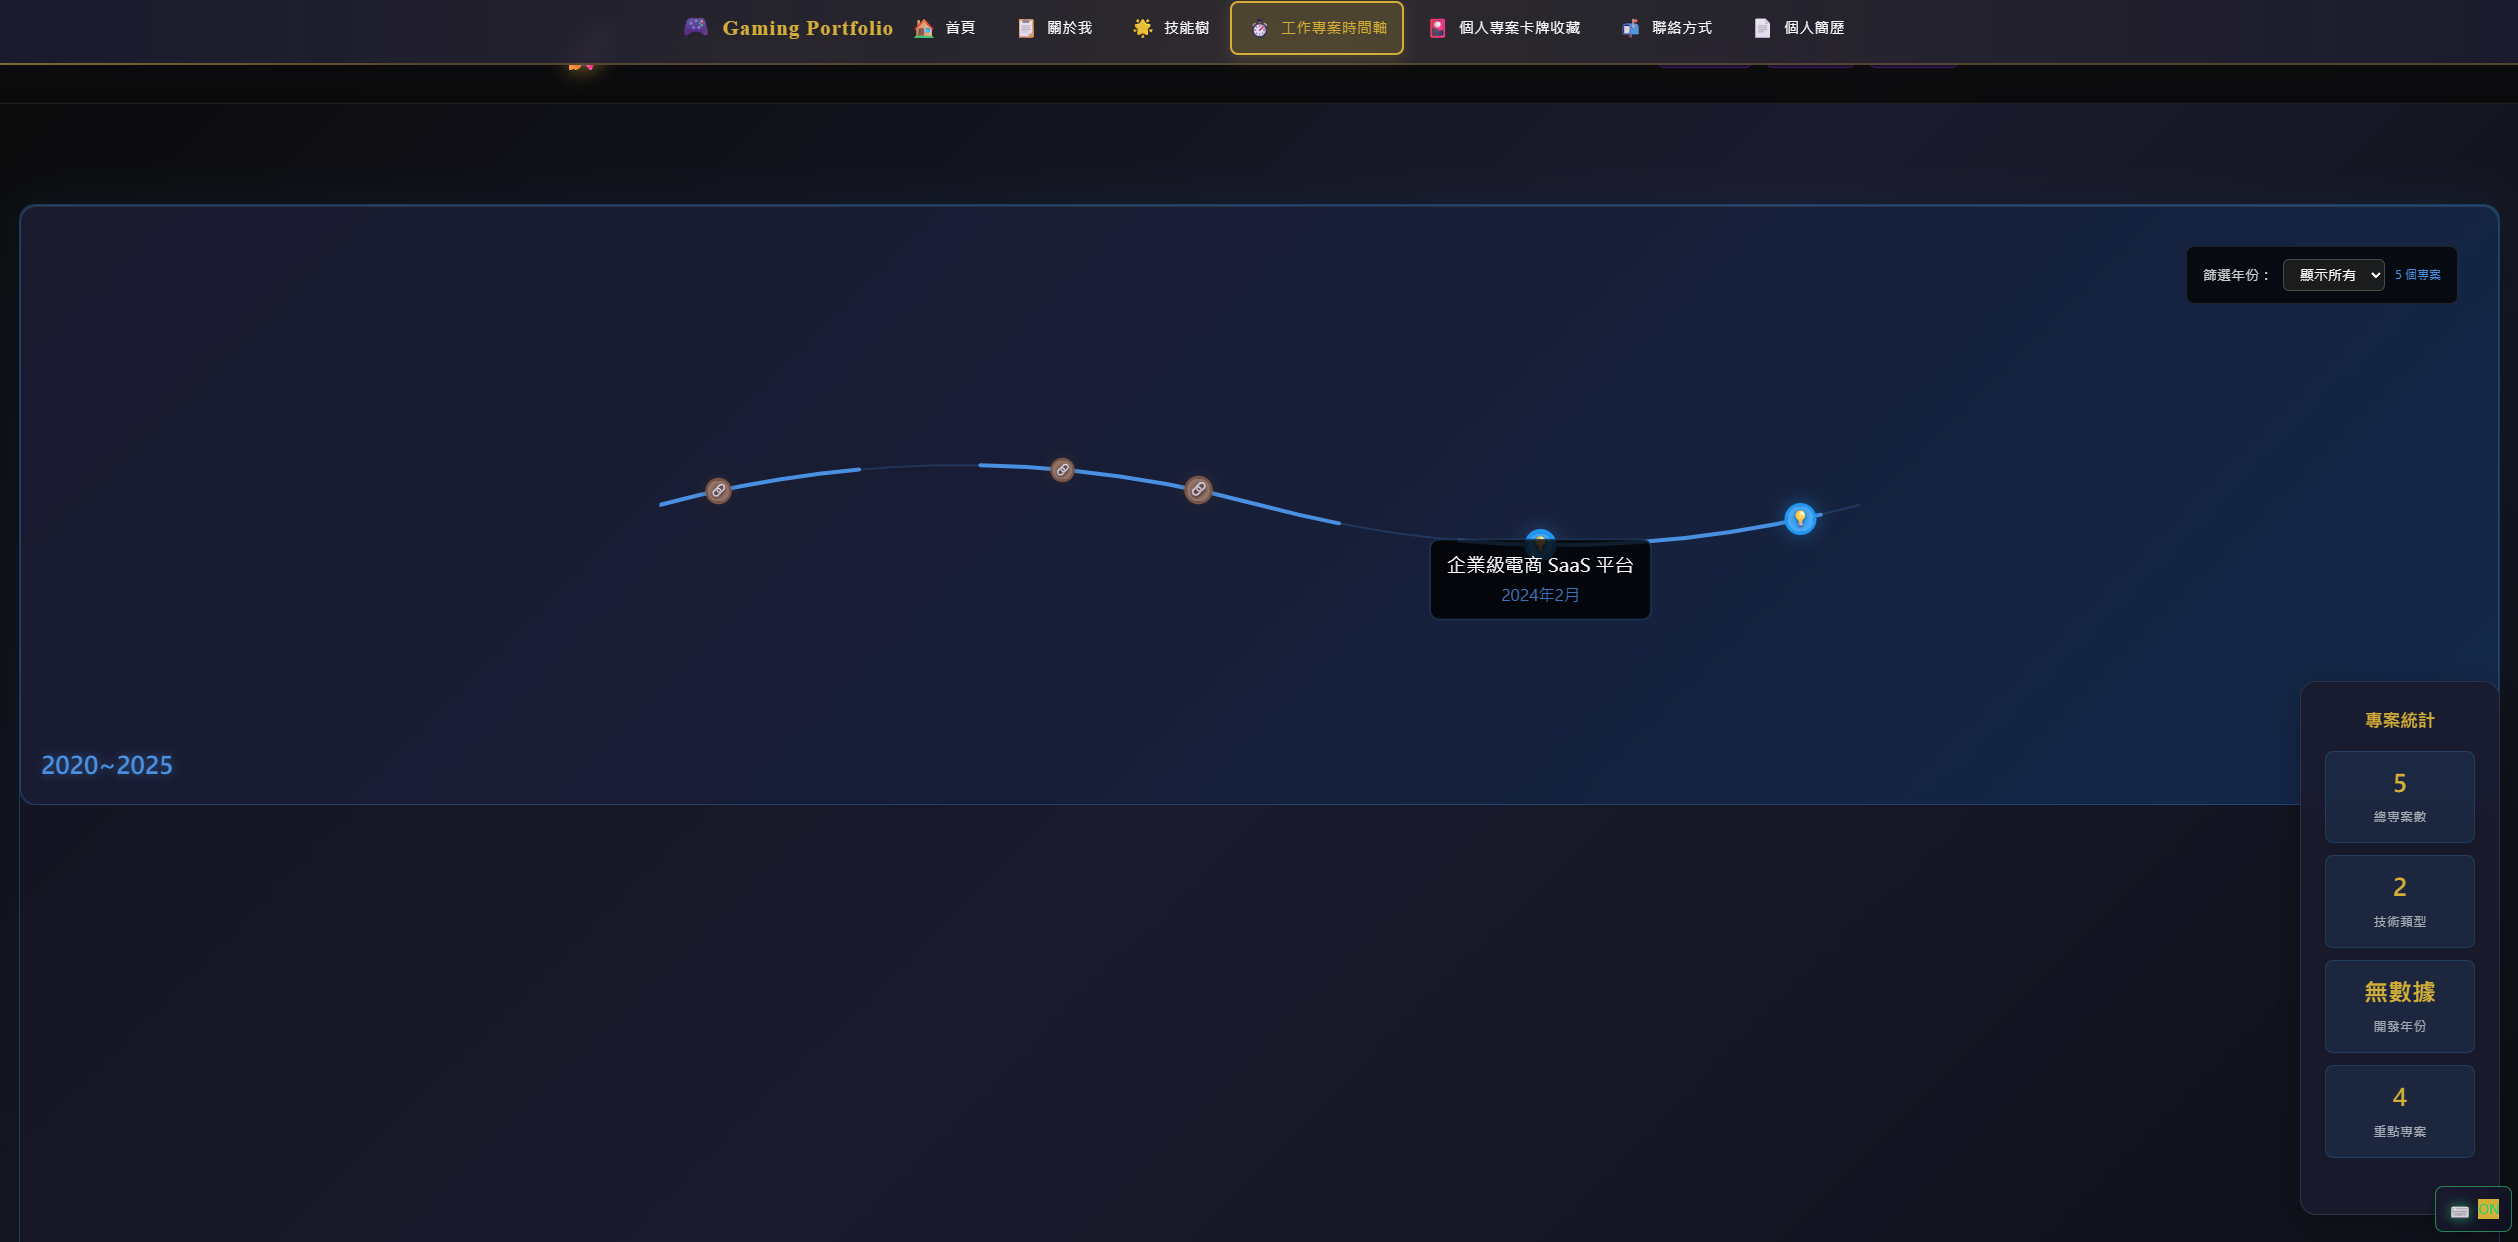 Gaming Portfolio
首頁
關於我
技能樹
工作專案時間軸
個人專案卡牌收藏
聯絡方式
個人簡歷
篩選年份：
顯示所有
5 個專案
企業級電商 SaaS 平台
2024年2月
2020~2025
專案統計
5
總專案數
2
技術類型
無數據
開發年份
4
重點專案
ON